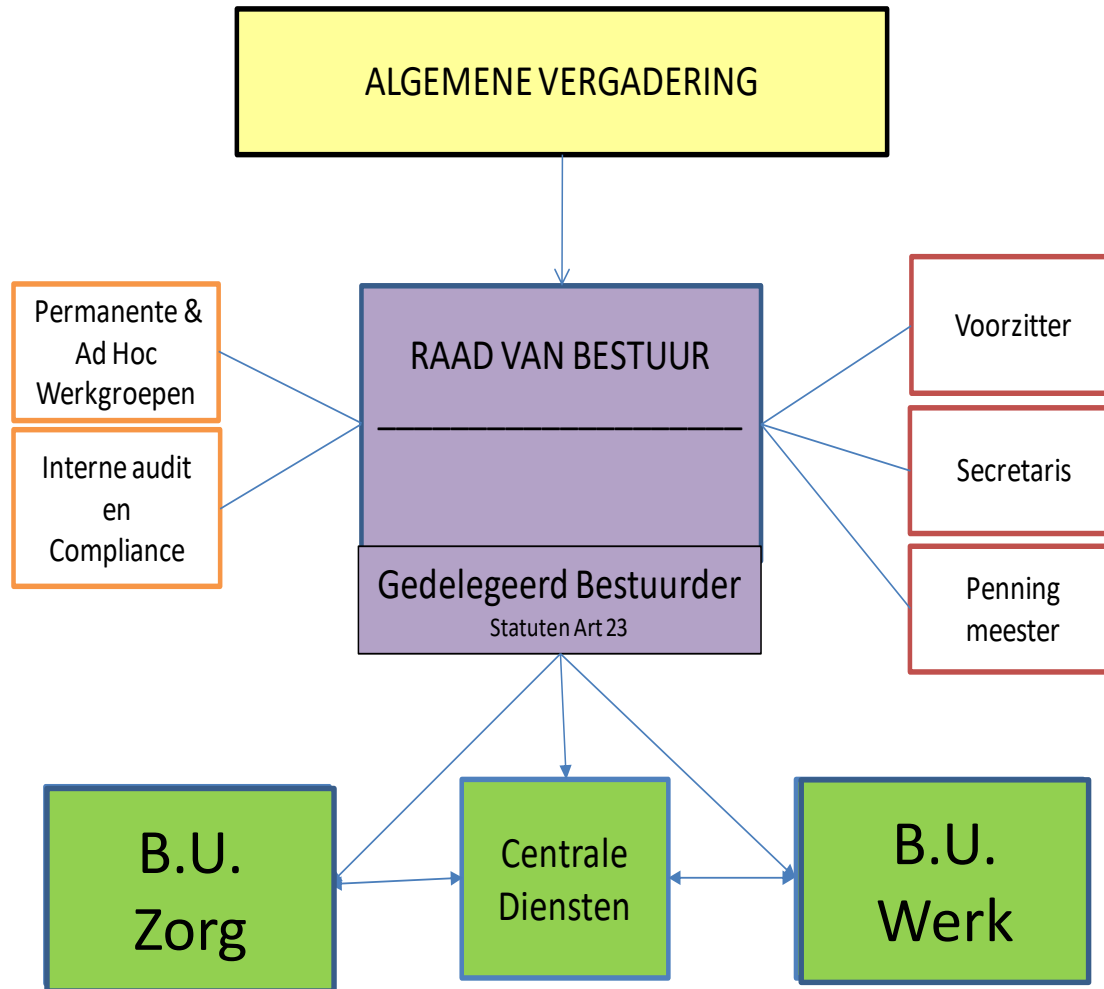 ALGEMENE VERGADERING
Permanente &
Ad Hoc
Werkgroepen
Interne audit
en
Compliance
RAAD VAN BESTUUR
Gedelegeerd Bestuurder
Statuten Art 23
Voorzitter
Secretaris
Penning
meester
B.U.
Zorg
Centrale
Diensten
B.U.
Werk